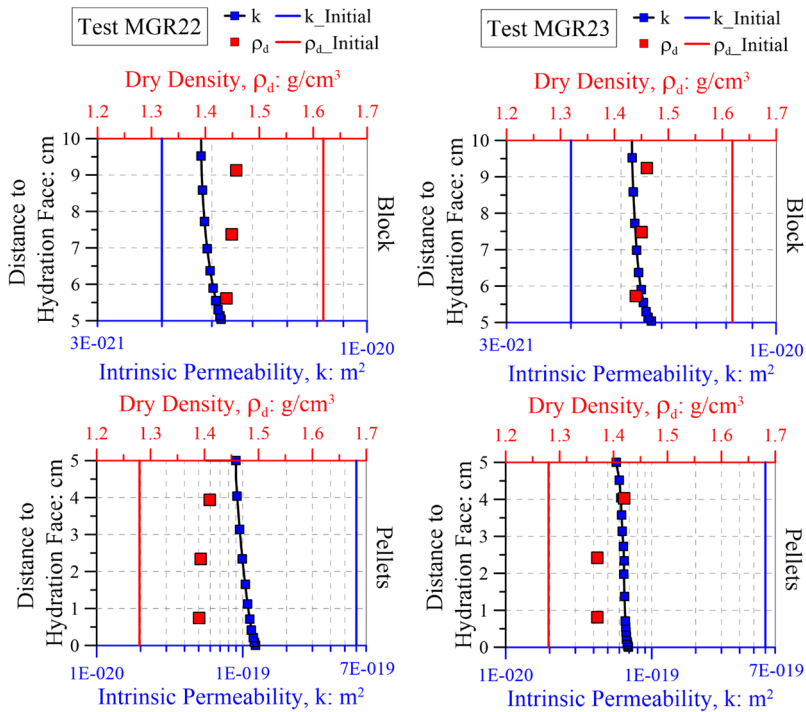 Test MGR22
k
k_Initial
ρd
ρd_Initial
Dry Density, ρd: g/cm³
1.2 1.3 1.4 1.5 1.6 1.7
Distance to
Hydration Face: cm
10
9
8
7
6
5
Block
3E-021 1E-020
Intrinsic Permeability, k: m²
Test MGR23
k
k_Initial
ρd
ρd_Initial
Dry Density, ρd: g/cm³
1.2 1.3 1.4 1.5 1.6 1.7
Distance to
Hydration Face: cm
10
9
8
7
6
5
Block
3E-021 1E-020
Intrinsic Permeability, k: m²
Dry Density, ρd: g/cm³
1.2 1.3 1.4 1.5 1.6 1.7
Distance to
Hydration Face: cm
5
4
3
2
1
0
Pellets
1E-020 1E-019 7E-019
Intrinsic Permeability, k: m²
Dry Density, ρd: g/cm³
1.2 1.3 1.4 1.5 1.6 1.7
Distance to
Hydration Face: cm
5
4
3
2
1
0
Pellets
1E-020 1E-019 7E-019
Intrinsic Permeability, k: m²